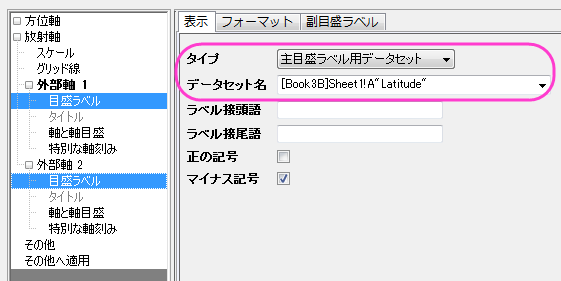 方位軸
放射軸
スケール
グリッド線
外部軸 1
目盛ラベル
タイトル
軸と軸目盛
特別な軸刻み
外部軸 2
目盛ラベル
タイトル
軸と軸目盛
特別な軸刻み
その他
その他へ適用
表示 フォーマット 副目盛ラベル
タイプ 主目盛ラベル用データセット
データセット名 [Book3B]Sheet1!A"Latitude"
ラベル接頭語
ラベル接尾語
正の記号
マイナス記号